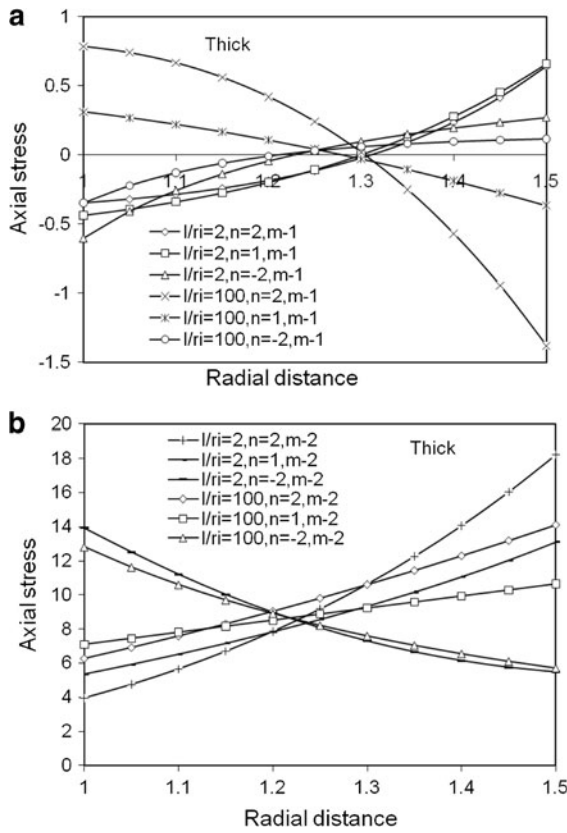 a
1
0.5
0
-0.5
-1
-1.5
1 1.1 1.2 1.3 1.4 1.5
Thick
Axial stress
l/ri=2,n=2,m-1
l/ri=2,n=1,m-1
l/ri=2,n=-2,m-1
l/ri=100,n=2,m-1
l/ri=100,n=1,m-1
l/ri=100,n=-2,m-1
Radial distance
b
20
18
16
14
12
10
8
6
4
2
0
Axial stress
l/ri=2,n=2,m-2
l/ri=2,n=1,m-2
l/ri=2,n=-2,m-2
l/ri=100,n=2,m-2
l/ri=100,n=1,m-2
l/ri=100,n=-2,m-2
Thick
1 1.1 1.2 1.3 1.4 1.5
Radial distance